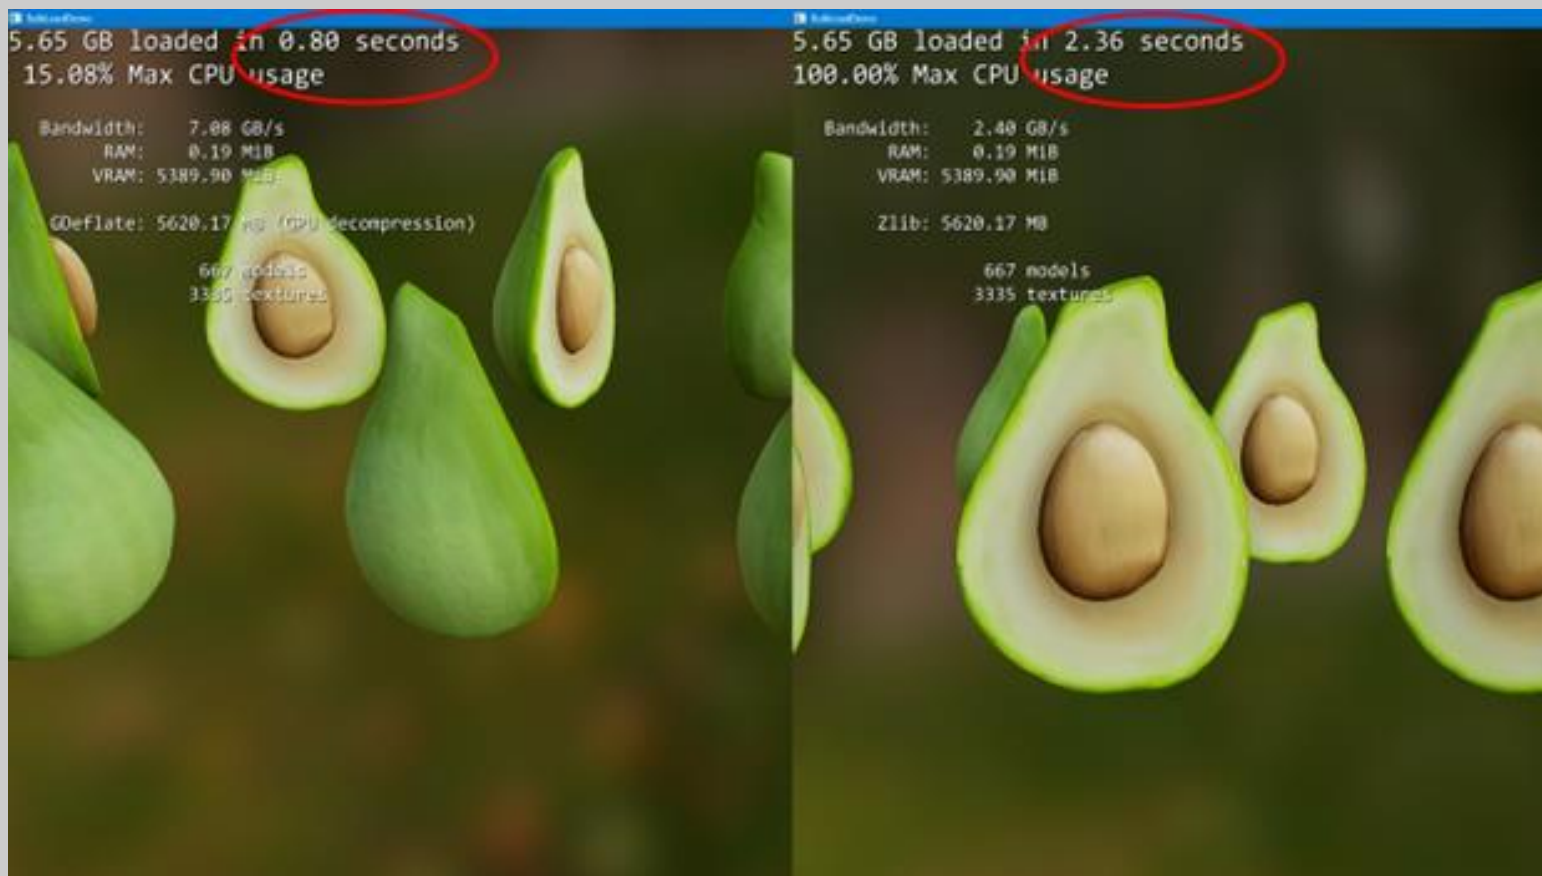 BulkLoadDemo
5.65 GB loaded in 0.80 seconds
15.08% Max CPU usage
Bandwidth: 7.08 GB/s
RAM: 0.19 MiB
VRAM: 5389.90 MiB
GDeflate: 5620.17 MB (GPU decompression)
667 models
3335 textures
BulkLoadDemo
5.65 GB loaded in 2.36 seconds
100.00% Max CPU usage
Bandwidth: 2.40 GB/s
RAM: 0.19 MiB
VRAM: 5389.90 MiB
Zlib: 5620.17 MB
667 models
3335 textures